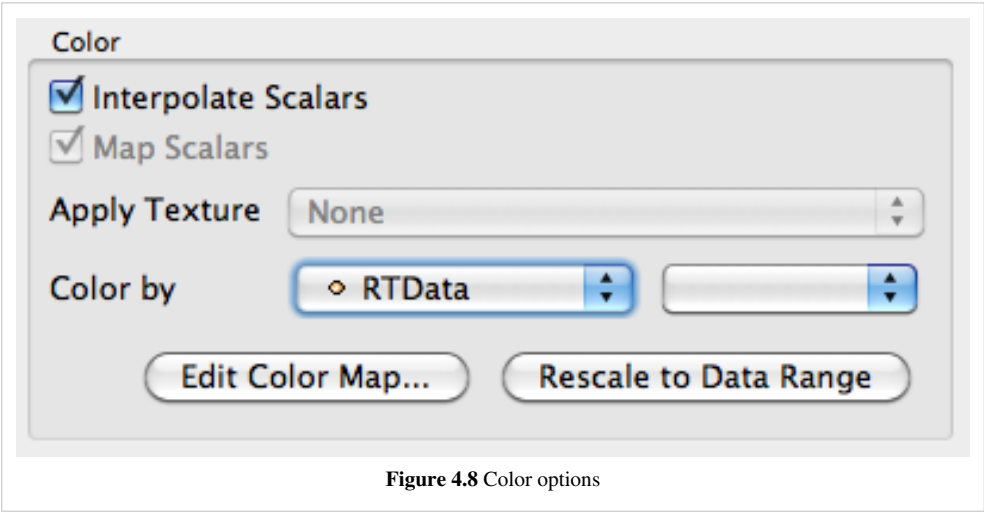 Color
Interpolate Scalars
Map Scalars
Apply Texture None
Color by RTData
Edit Color Map... Rescale to Data Range
Figure 4.8 Color options